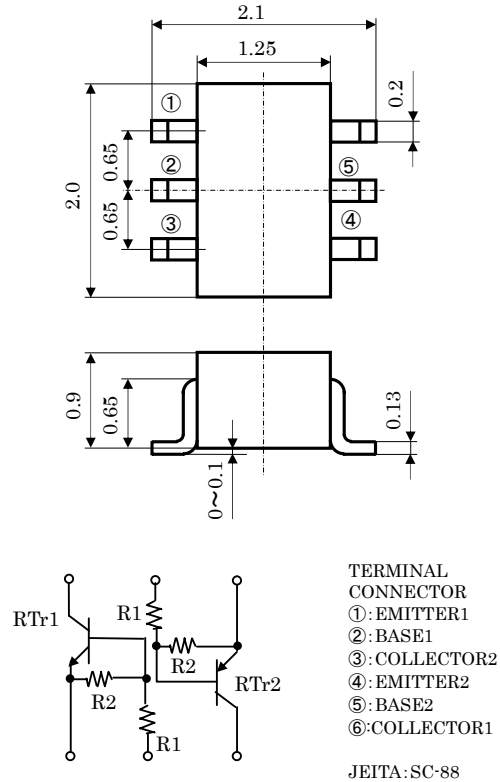 2.1
1.25
①
0.2
0.65
②
⑤
2.0
0.65
③
④
0.9
0.65
0.13
0~0.1
RTr1
R1
R2
R2
RTr2
R1
TERMINAL
CONNECTOR
①:EMITTER1
②:BASE1
③:COLLECTOR2
④:EMITTER2
⑤:BASE2
⑥:COLLECTOR1
JEITA:SC-88